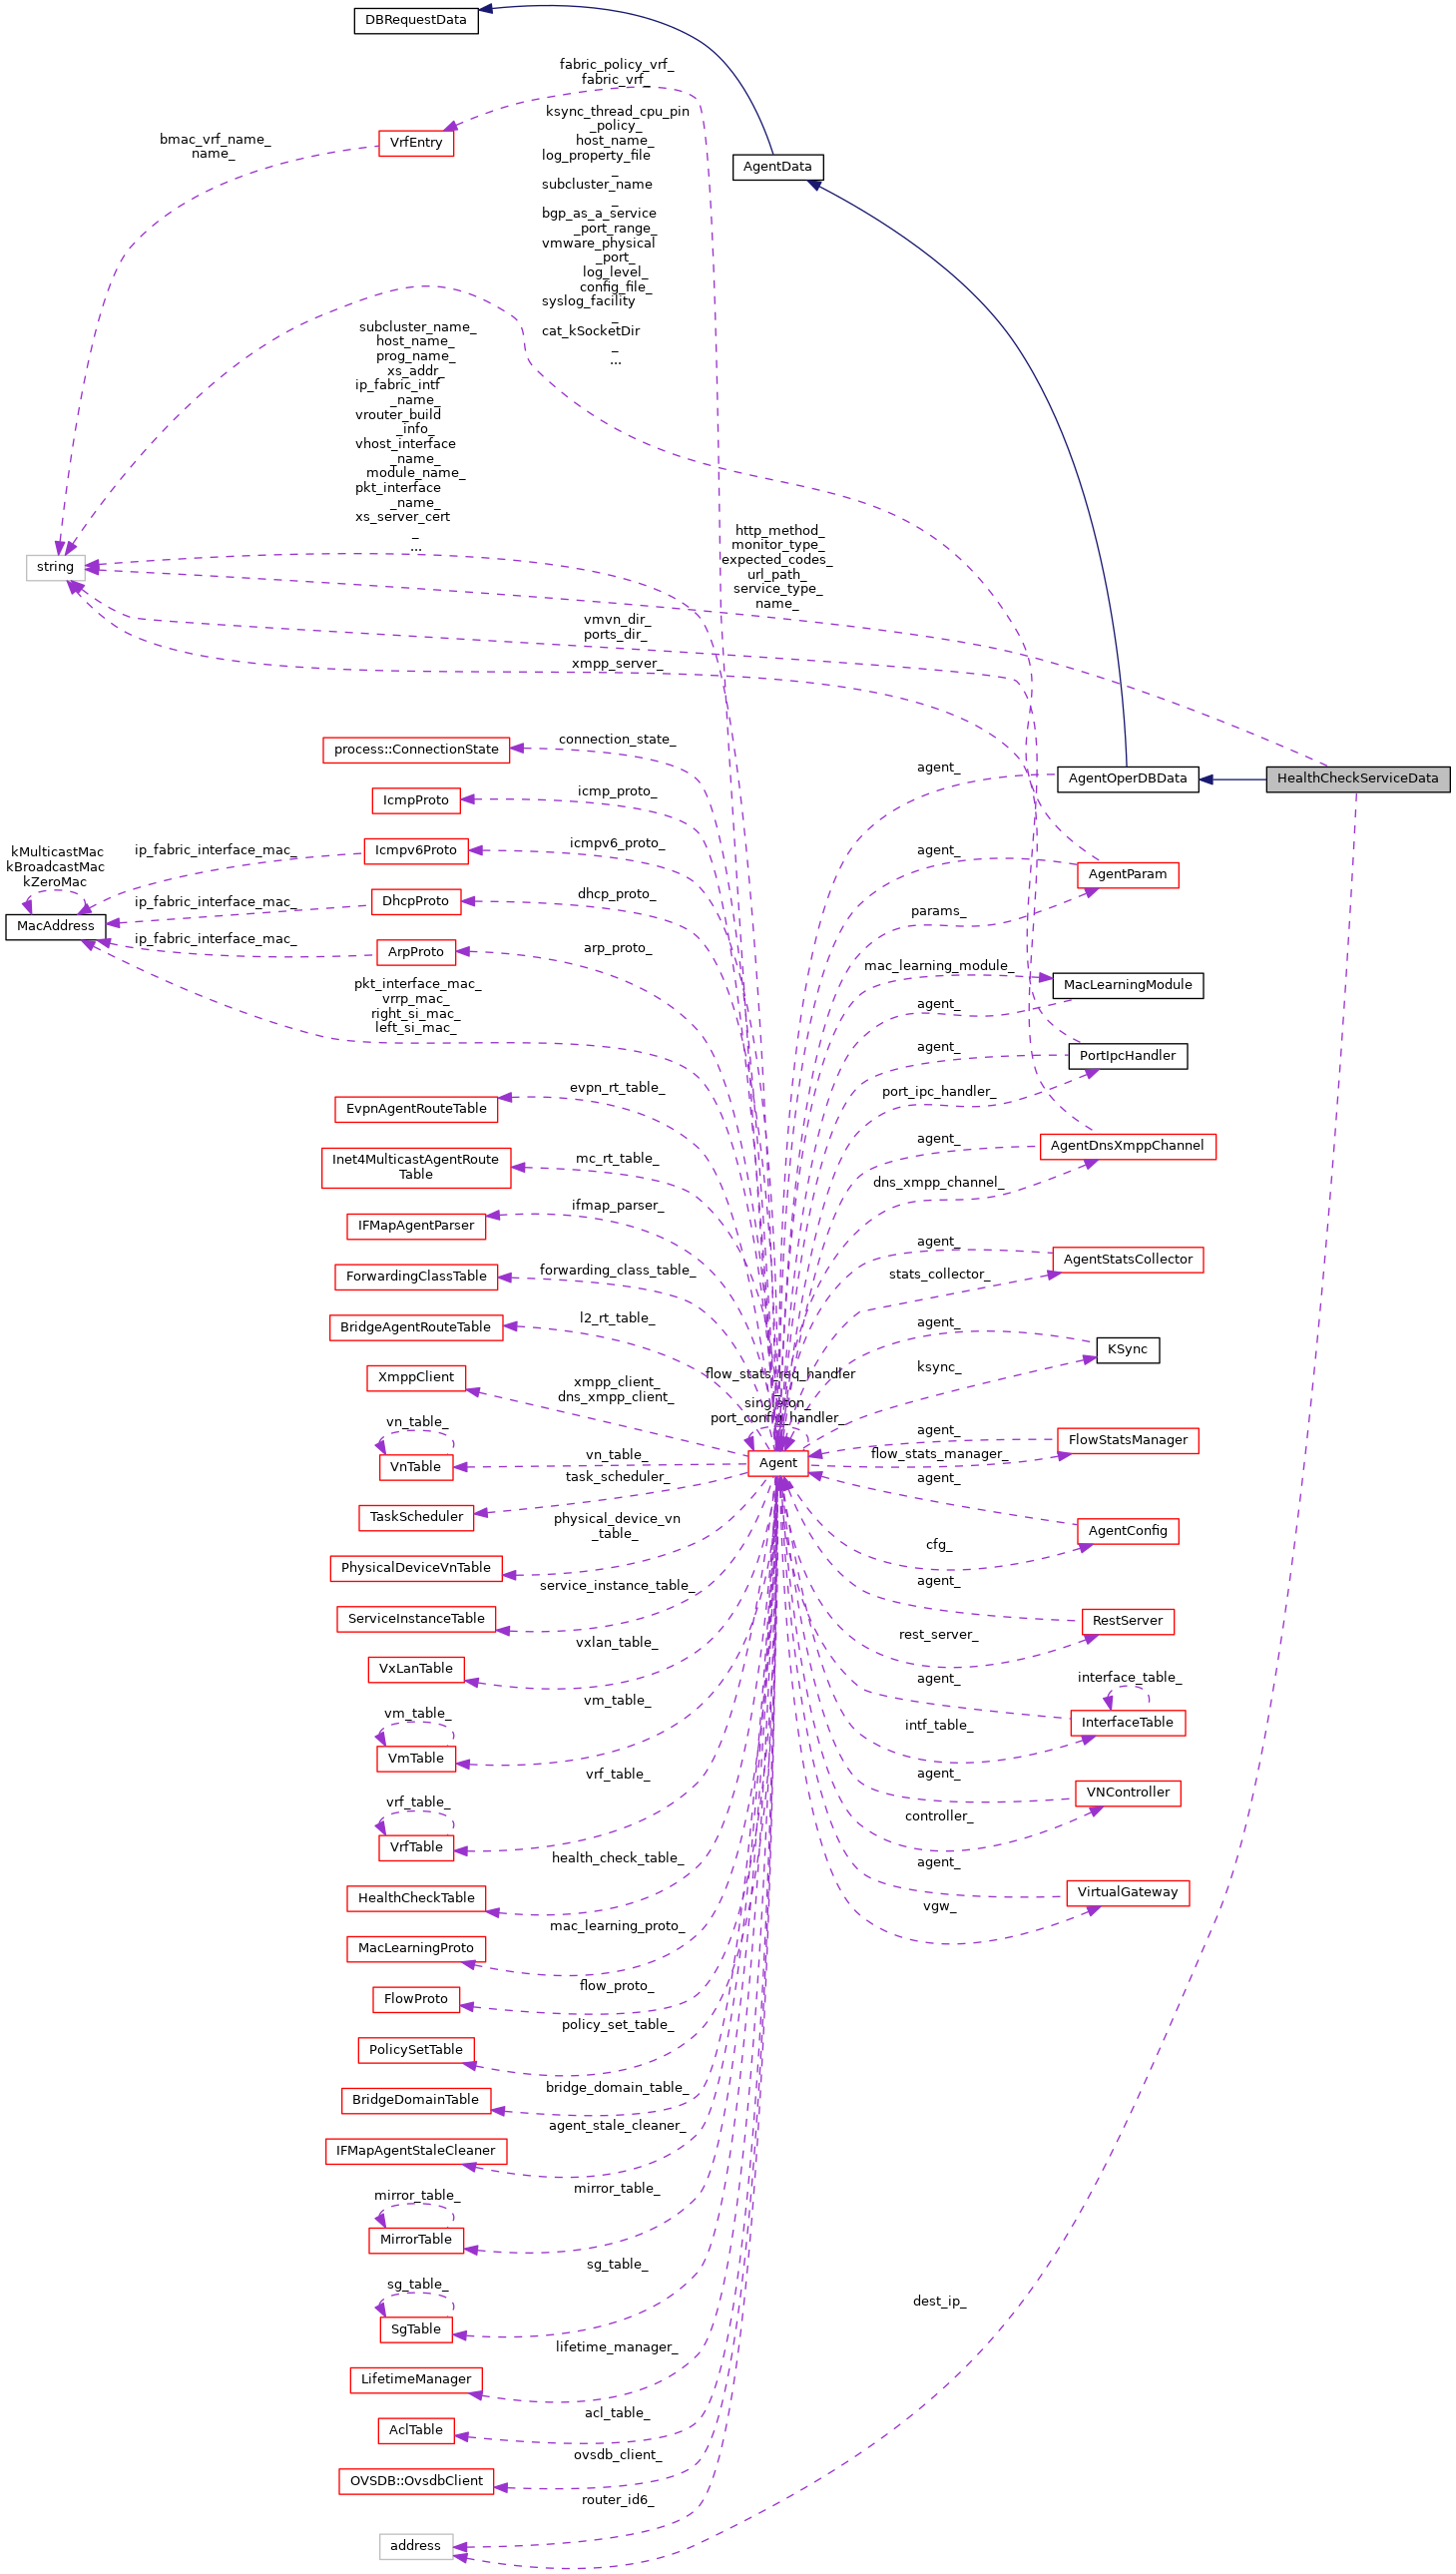 DBRequestData
fabric_policy_vrf_
fabric_vrf_
ksync_thread_cpu_pin
_policy_
host_name_
log_property_file
_
subcluster_name
_
bgp_as_a_service
_port_range_
vmware_physical
_port_
log_level_
config_file_
syslog_facility
_
cat_kSocketDir
_
...
bmac_vrf_name_
name_
VrfEntry
AgentData
subcluster_name_
host_name_
prog_name_
xs_addr_
ip_fabric_intf
_name_
vrouter_build
_info_
vhost_interface
_name_
module_name_
pkt_interface
_name_
xs_server_cert
_
...
string
http_method_
monitor_type_
expected_codes_
url_path_
service_type_
name_
vmvn_dir_
ports_dir_
xmpp_server_
process::ConnectionState
connection_state_
agent_
AgentOperDBData
HealthCheckServiceData
IcmpProto
icmp_proto_
kMulticastMac
kBroadcastMac
kZeroMac
MacAddress
ip_fabric_interface_mac_
Icmpv6Proto
icmpv6_proto_
agent_
AgentParam
ip_fabric_interface_mac_
DhcpProto
dhcp_proto_
params_
ip_fabric_interface_mac_
ArpProto
arp_proto_
mac_learning_module_
MacLearningModule
pkt_interface_mac_
vrrp_mac_
right_si_mac_
left_si_mac_
agent_
agent_
PortIpcHandler
EvpnAgentRouteTable
evpn_rt_table_
port_ipc_handler_
Inet4MulticastAgentRoute
Table
mc_rt_table_
agent_
AgentDnsXmppChannel
IFMapAgentParser
ifmap_parser_
dns_xmpp_channel_
ForwardingClassTable
forwarding_class_table_
agent_
AgentStatsCollector
stats_collector_
BridgeAgentRouteTable
l2_rt_table_
agent_
KSync
ksync_
XmppClient
xmpp_client_
dns_xmpp_client_
flow_stats_req_handler
_
singleton_
port_config_handler_
Agent
vn_table_
VnTable
vn_table_
agent_
FlowStatsManager
flow_stats_manager_
TaskScheduler
task_scheduler_
agent_
AgentConfig
cfg_
PhysicalDeviceVnTable
physical_device_vn
_table_
ServiceInstanceTable
service_instance_table_
agent_
RestServer
rest_server_
VxLanTable
vxlan_table_
agent_
interface_table_
InterfaceTable
intf_table_
vm_table_
VmTable
vm_table_
agent_
VNController
controller_
vrf_table_
VrfTable
vrf_table_
HealthCheckTable
health_check_table_
agent_
VirtualGateway
vgw_
MacLearningProto
mac_learning_proto_
FlowProto
flow_proto_
PolicySetTable
policy_set_table_
BridgeDomainTable
bridge_domain_table_
IFMapAgentStaleCleaner
agent_stale_cleaner_
mirror_table_
MirrorTable
mirror_table_
sg_table_
SgTable
sg_table_
dest_ip_
LifetimeManager
lifetime_manager_
AclTable
acl_table_
OVSDB::OvsdbClient
ovsdb_client_
address
router_id6_